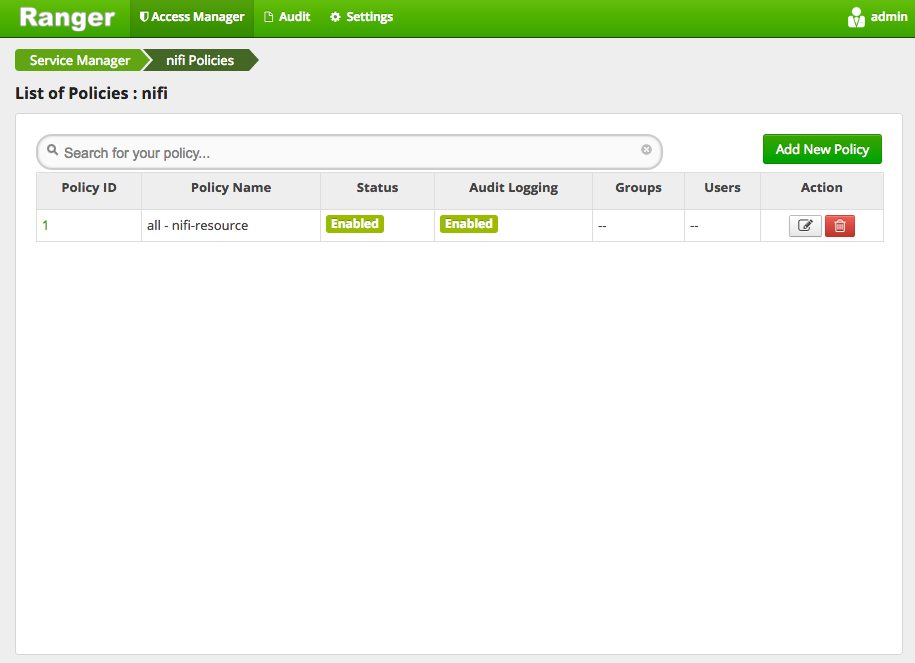 Ranger Access Manager Audit Settings admin
Service Manager nifi Policies
List of Policies : nifi
Search for your policy... Add New Policy
Policy ID Policy Name Status Audit Logging Groups Users Action
1 all - nifi-resource Enabled Enabled -- --